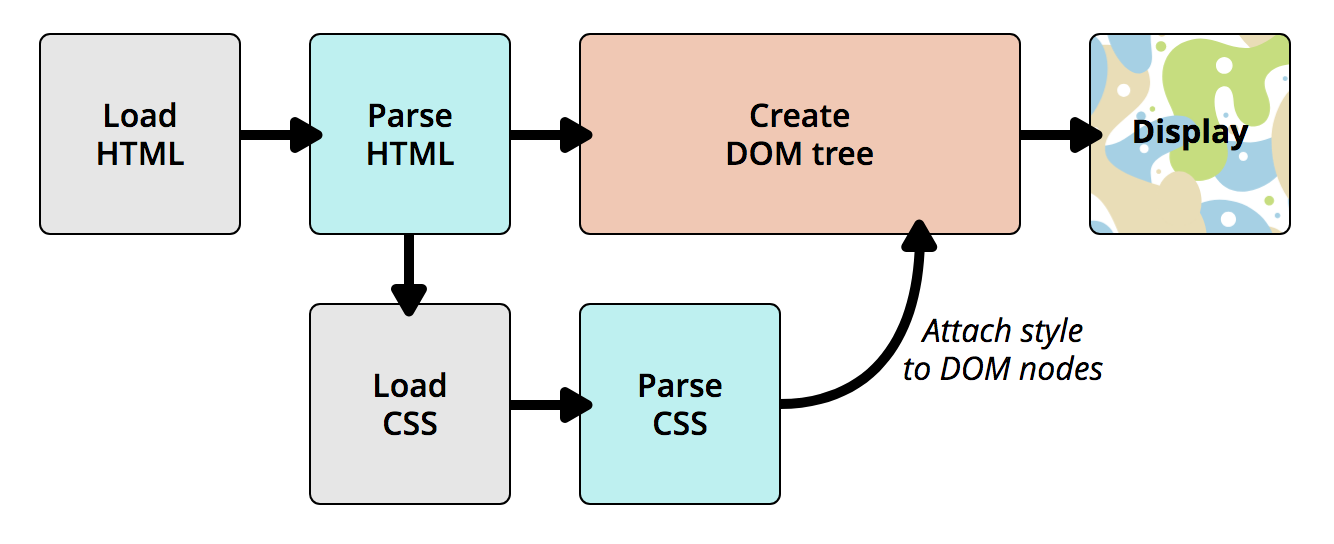 Load
HTML
Parse
HTML
Create
DOM tree
Display
Load
CSS
Parse
CSS
Attach style
to DOM nodes